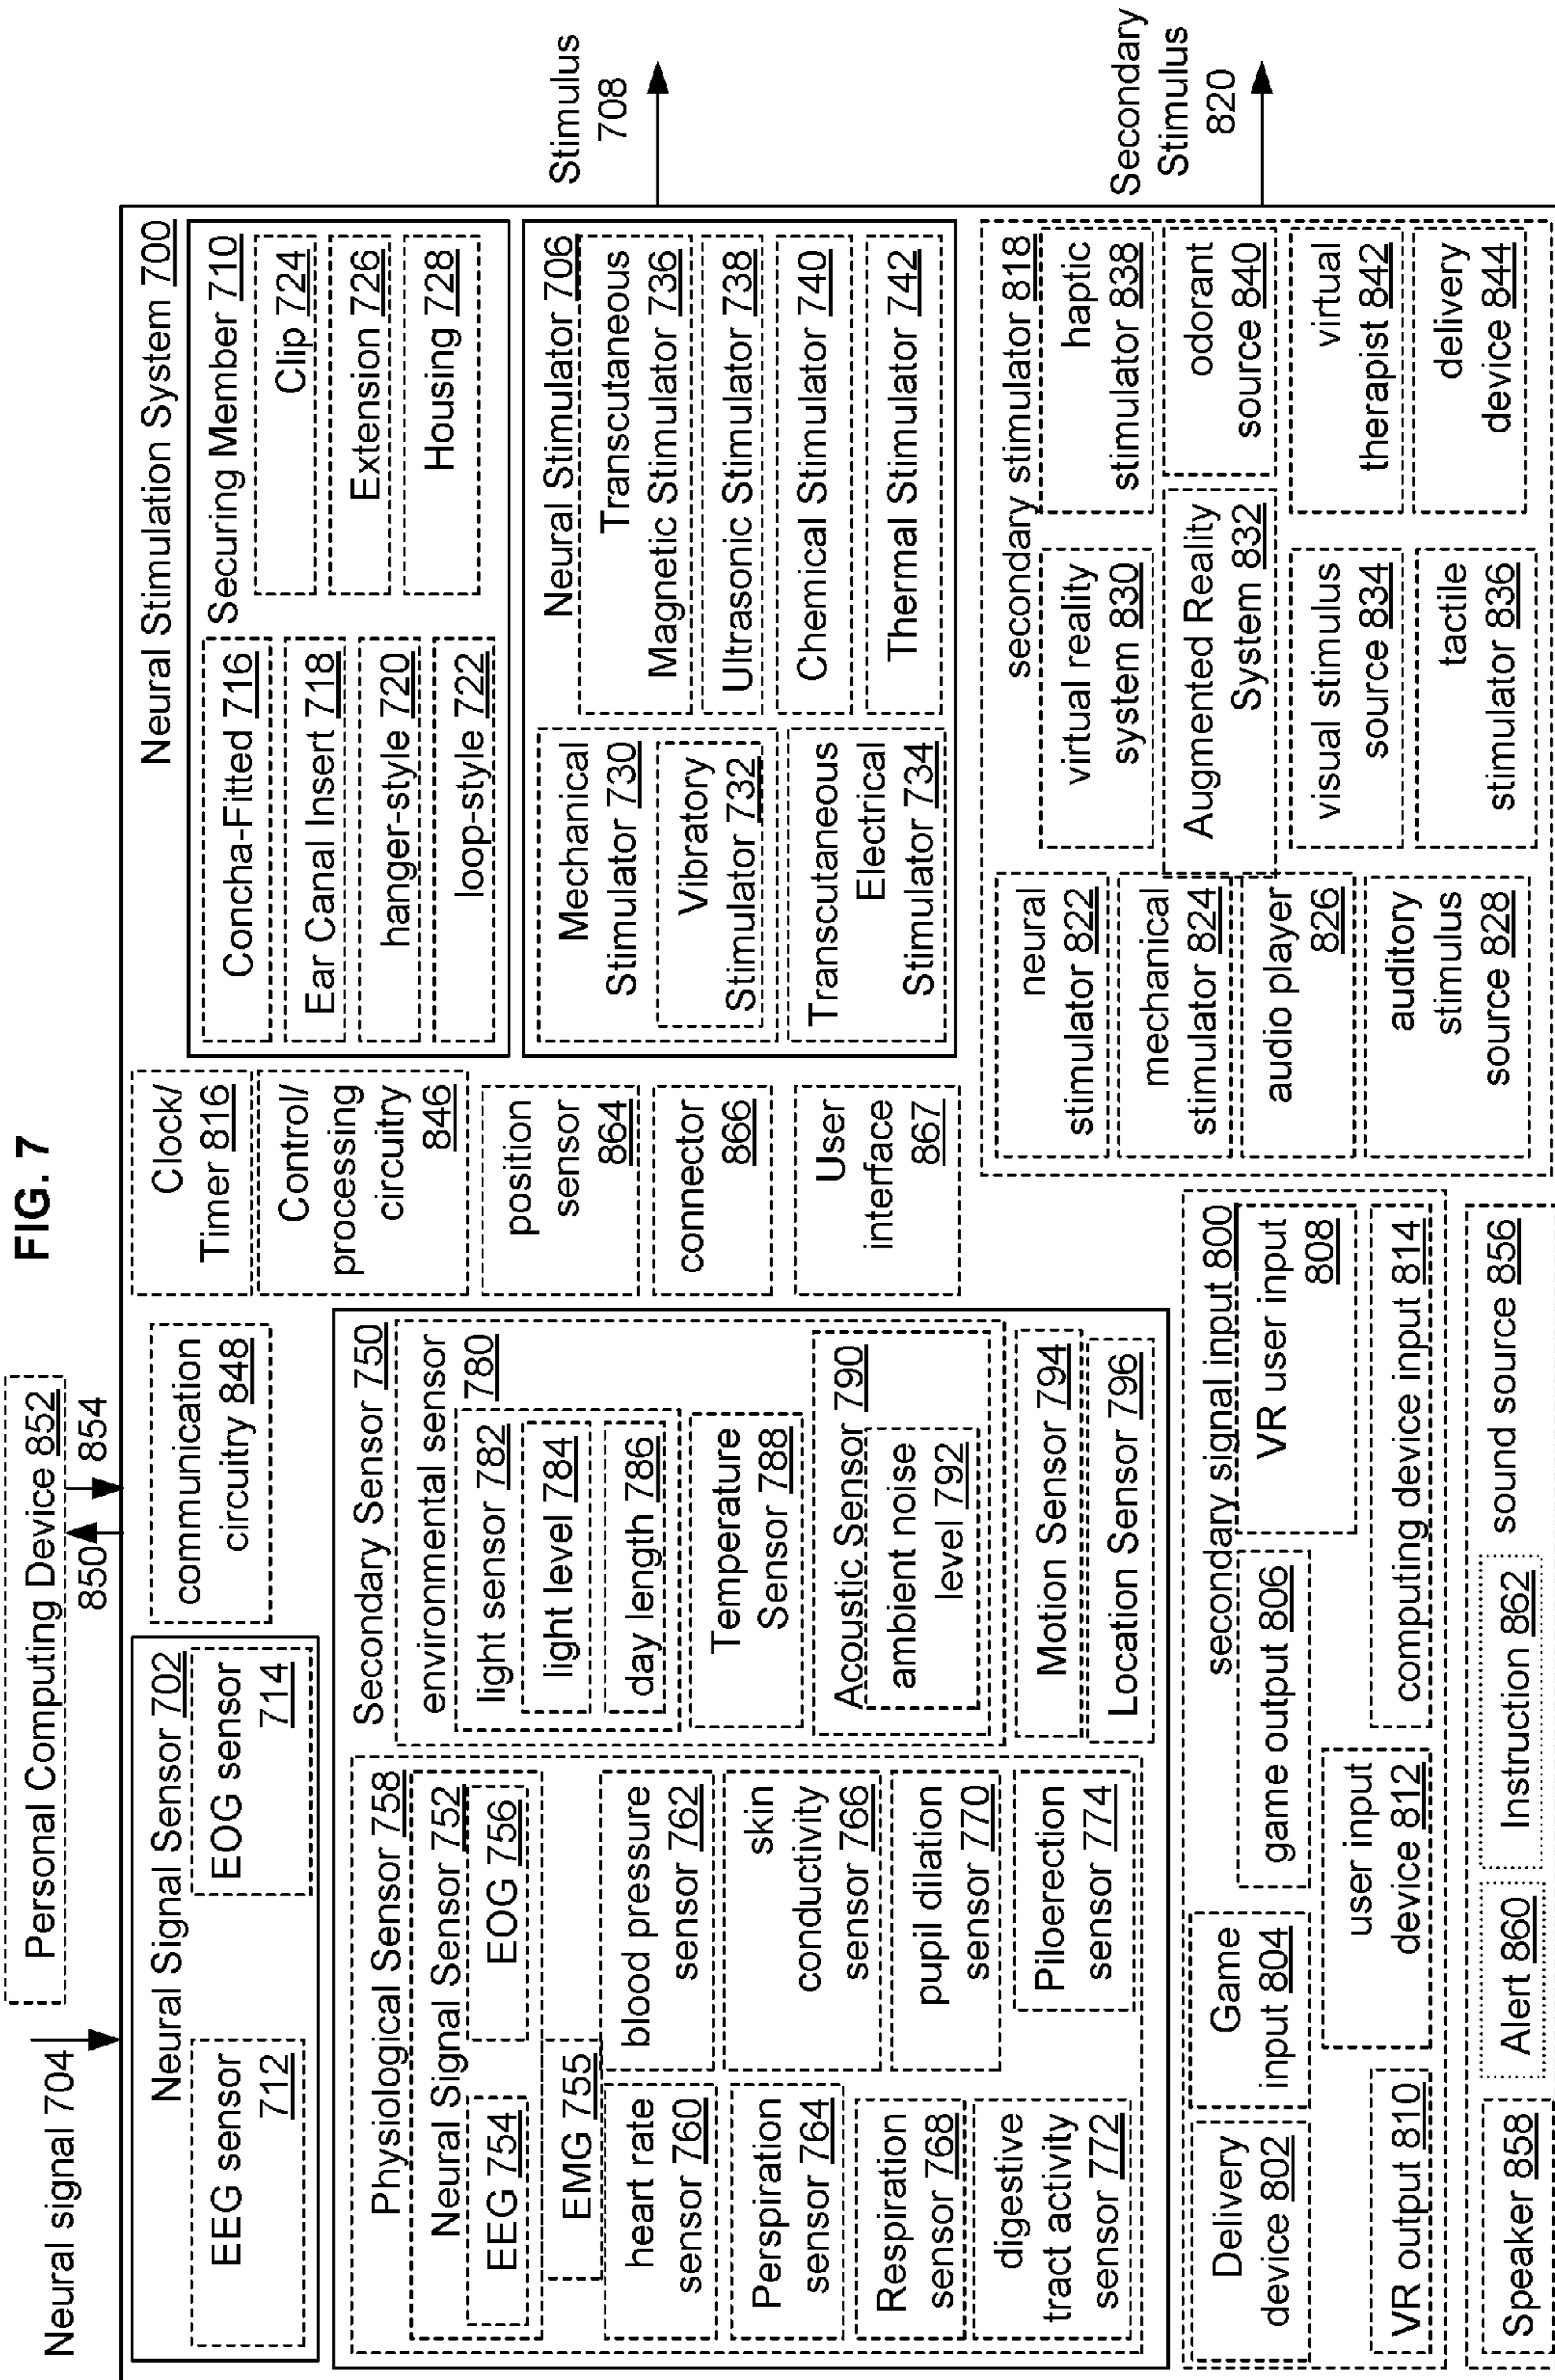 FIG. 7
Neural signal 704
Personal Computing Device 852
850
854
Neural Stimulation System 700
Neural Signal Sensor 702
EEG sensor
712
EOG sensor
714
communication
circuitry 848
Clock/
Timer 816
Control/
processing
circuitry
846
position
sensor
864
connector
866
User
interface
867
Securing Member 710
Concha-Fitted 716
Ear Canal Insert 718
hanger-style 720
loop-style 722
Clip 724
Extension 726
Housing 728
Neural Stimulator 706
Mechanical
Stimulator 730
Vibratory
Stimulator 732
Transcutaneous
Electrical
Stimulator 734
Transcutaneous
Magnetic Stimulator 736
Ultrasonic Stimulator 738
Chemical Stimulator 740
Thermal Stimulator 742
Stimulus
708
Secondary Sensor 750
Physiological Sensor 758
Neural Signal Sensor 752
EEG 754
EOG 756
EMG 755
heart rate
sensor 760
blood pressure
sensor 762
Perspiration
sensor 764
skin
conductivity
sensor 766
Respiration
sensor 768
pupil dilation
sensor 770
digestive
tract activity
sensor 772
Piloerection
sensor 774
environmental sensor
780
light sensor 782
light level 784
day length 786
Temperature
Sensor 788
Acoustic Sensor 790
ambient noise
level 792
Motion Sensor 794
Location Sensor 796
secondary signal input 800
Delivery
device 802
Game
input 804
game output 806
VR user input
808
VR output 810
user input
device 812
computing device input 814
sound source 856
Speaker 858
Alert 860
Instruction 862
secondary stimulator 818
neural
stimulator 822
mechanical
stimulator 824
audio player
826
auditory
stimulus
source 828
virtual reality
system 830
Augmented Reality
System 832
visual stimulus
source 834
tactile
stimulator 836
haptic
stimulator 838
odorant
source 840
virtual
therapist 842
delivery
device 844
Secondary
Stimulus
820